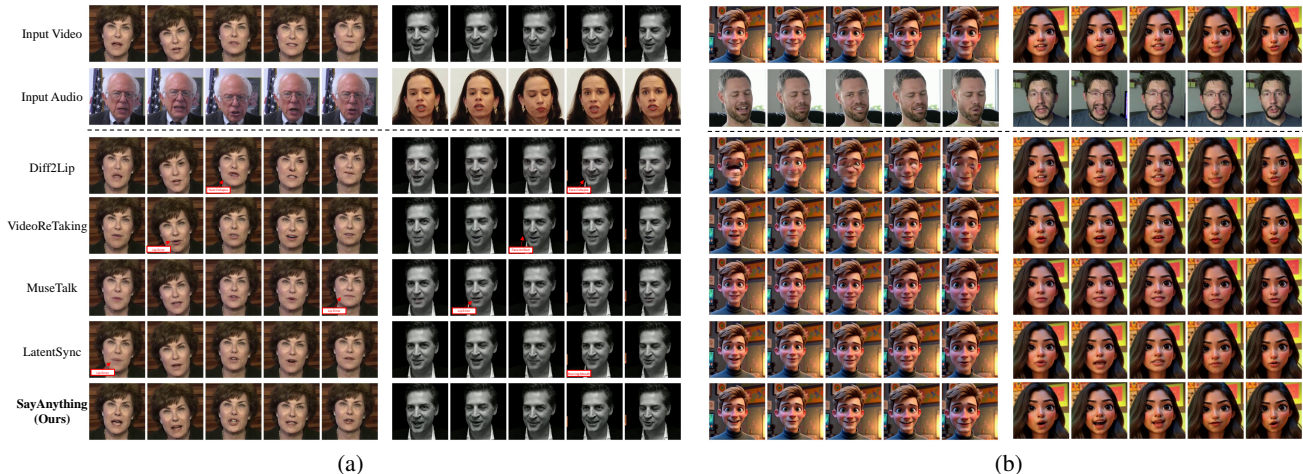 Input Video
Input Audio
Diff2Lip
VideoReTaking
MuseTalk
LatentSync
SayAnything
(Ours)
(a)
(b)